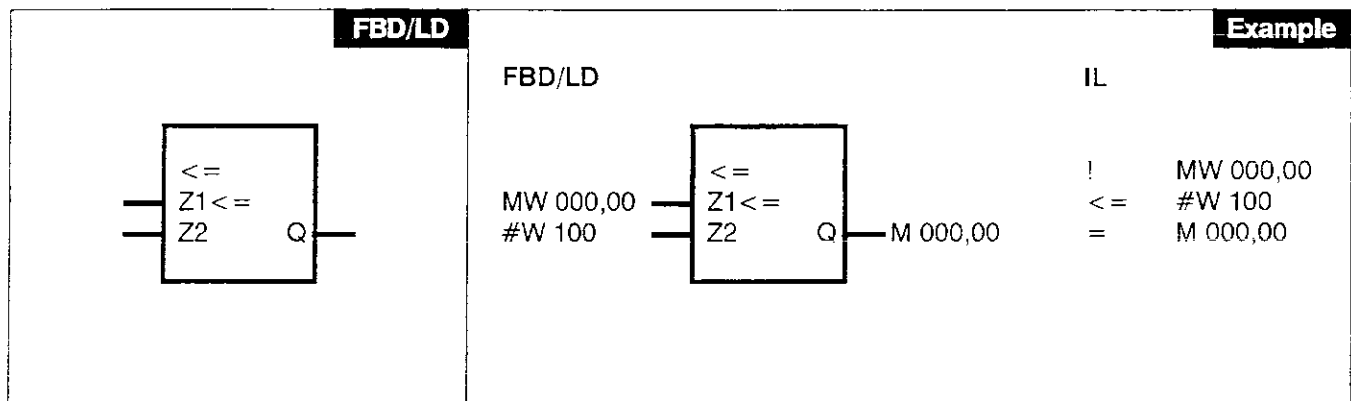 FBD/LD
Example
FBD/LD
IL
<=
Z1<=
Z2 Q
<=
MW 000,00 Z1<=
#W 100 Z2 Q M 000,00
! MW 000,00
<= #W 100
= M 000,00